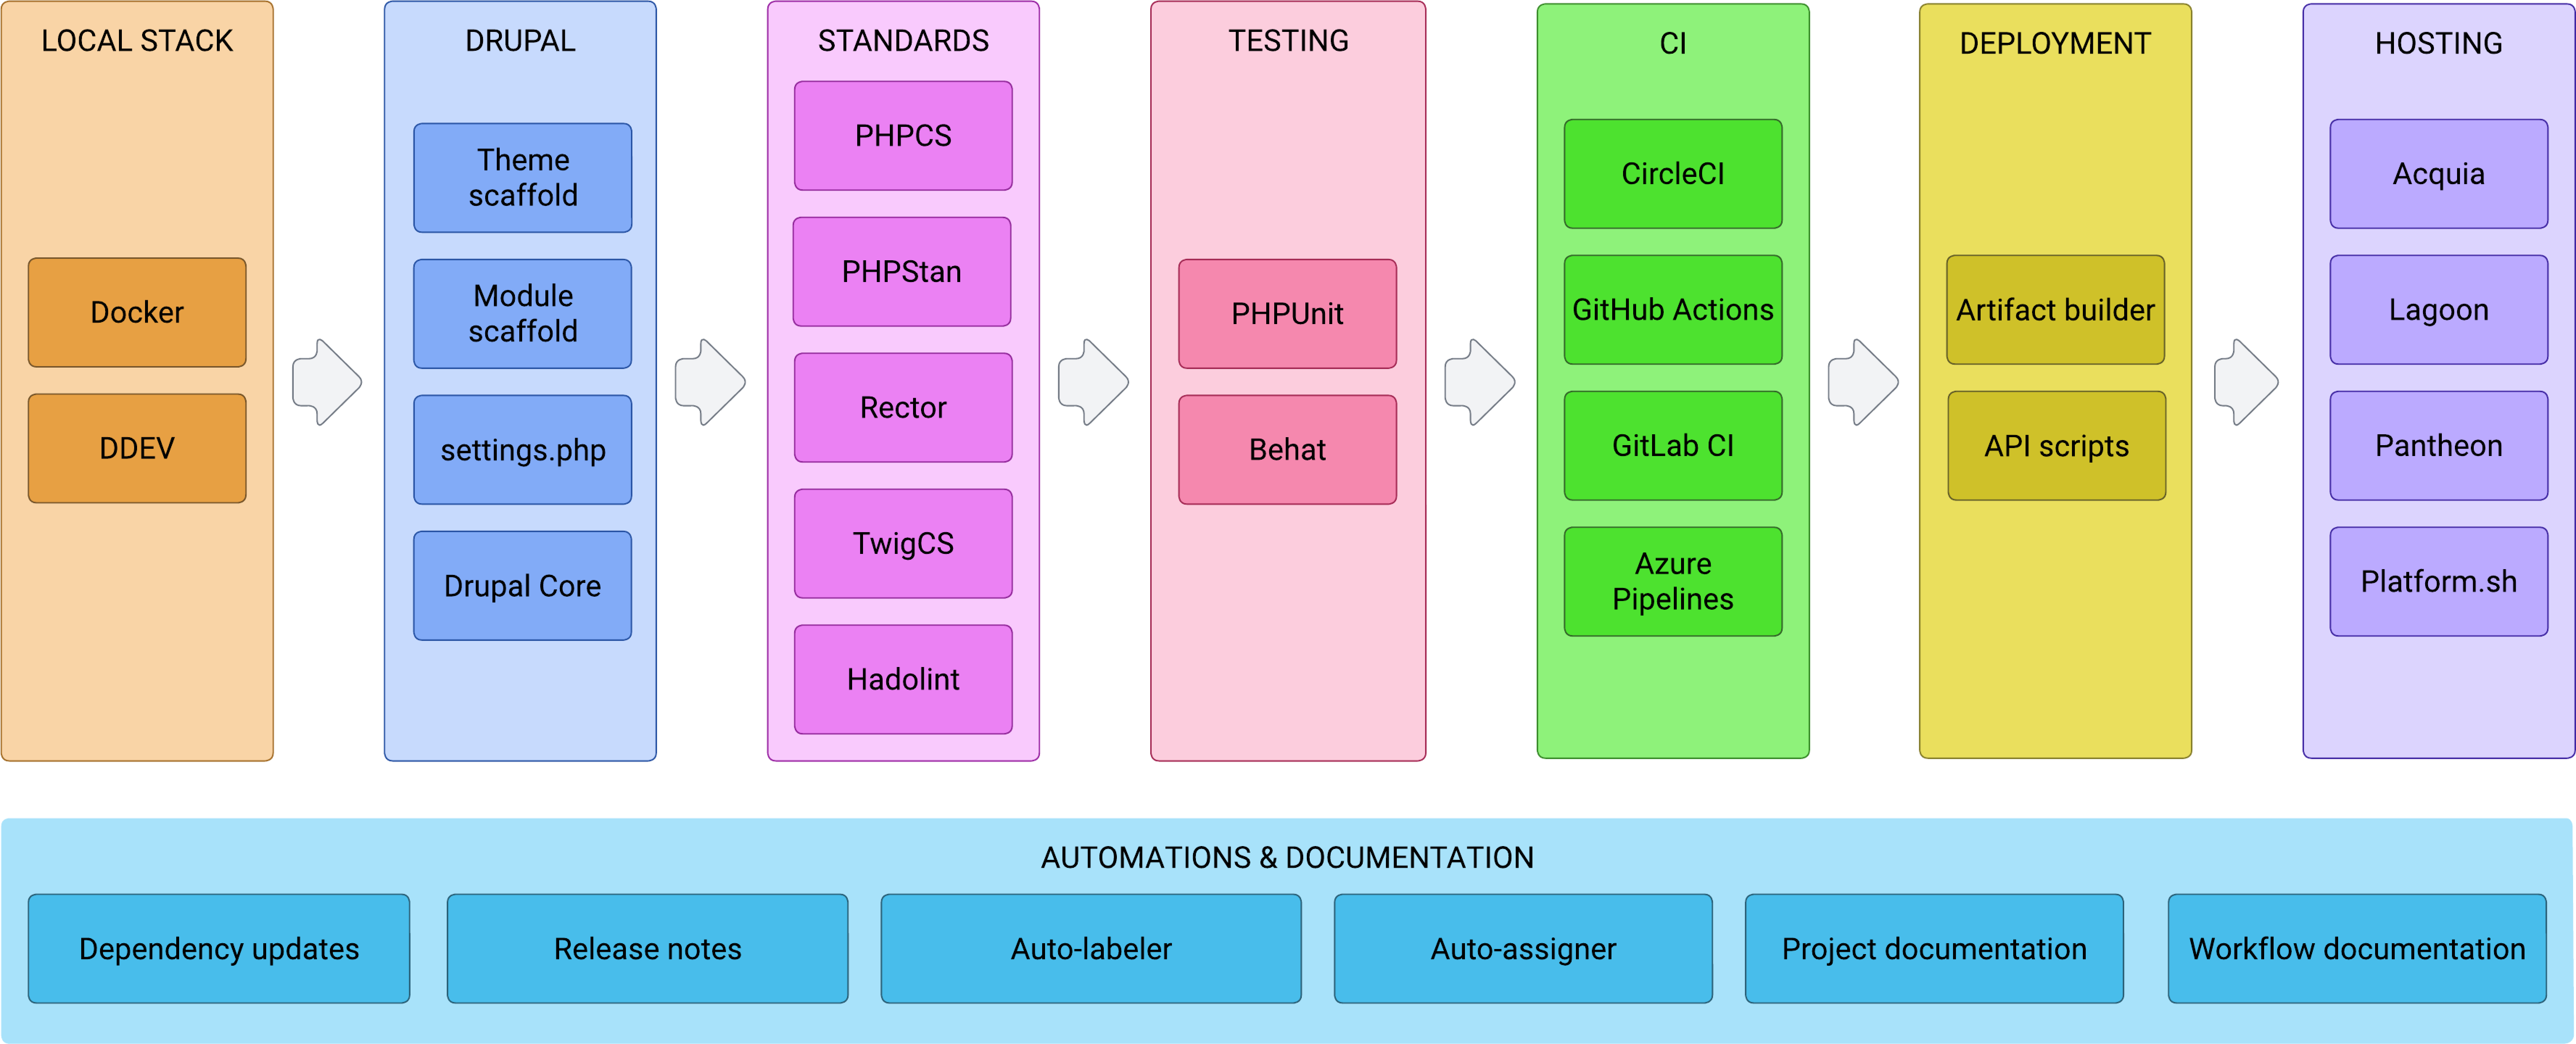 LOCAL STACK
Docker
DDEV
DRUPAL
Theme
scaffold
Module
scaffold
settings.php
Drupal Core
STANDARDS
PHPCS
PHPStan
Rector
TwigCS
Hadolint
TESTING
PHPUnit
Behat
CI
CircleCI
GitHub Actions
GitLab CI
Azure
Pipelines
DEPLOYMENT
Artifact builder
API scripts
HOSTING
Acquia
Lagoon
Pantheon
Platform.sh
AUTOMATIONS & DOCUMENTATION
Dependency updates
Release notes
Auto-labeler
Auto-assigner
Project documentation
Workflow documentation